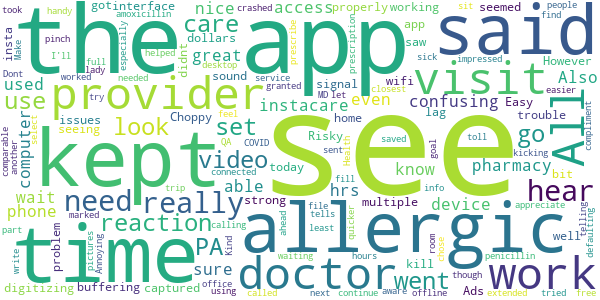 the app said
provider care access
kept see visit
time allergic All
doctor work
need really video
reaction hear
look set go
PA went
use used nice great
gotinterface properly working
amoxicillin crashed took
insta dollars didnt
sound signal app saw wifi
However Also
even confusing Easy
instacare lag trouble
computer issues seeing Choppy
Risky home bit
able today hrs know pharmacy
wait phone strong multiple device
problem sure kill Ads
digitizing buffering captured
well though
I'll handy pinch full lady
especially desktop helped needed worked
Make Dont try
prescribe prescription service granted
MD let sick impressed closest
sit people find easier
comparable another select
QA COVID feel sent saved toll
goal kicking compliment
trip connected fill Health info
marked file tells least quicker
calling room chose appreciate
telling defaulting penicillin
part write pictures Annoying Kind
waiting hours office using
called next continue ahead aware offline
extended tried free